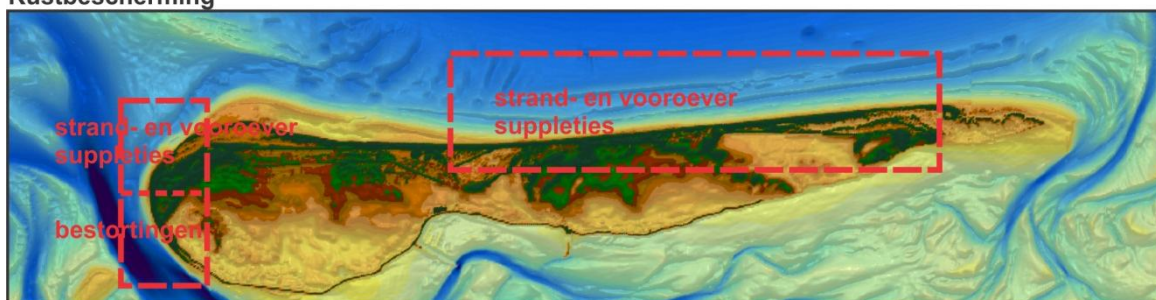 Kustbescherming
strand- en vooroever
suppleties
strand- en vooroever
suppleties
bestortingen